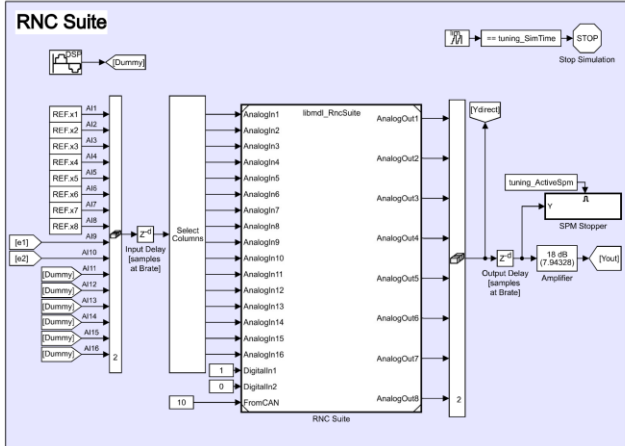 RNC Suite
DSP
[Dummy]
== tuning_SimTime
STOP
Stop Simulation
REF.x1 AI1
REF.x2 AI2
REF.x3 AI3
REF.x4 AI4
REF.x5 AI5
REF.x6 AI6
REF.x7 AI7
REF.x8 AI8
[e1] AI9
[e2] AI10
[Dummy] AI11
[Dummy] AI12
[Dummy] AI13
[Dummy] AI14
[Dummy] AI15
[Dummy] AI16
2
z-d
Input Delay
[samples
at Brate]
Select
Columns
1
0
10
libmdl_RncSuite
AnalogIn1
AnalogIn2
AnalogIn3
AnalogIn4
AnalogIn5
AnalogIn6
AnalogIn7
AnalogIn8
AnalogIn9
AnalogIn10
AnalogIn11
AnalogIn12
AnalogIn13
AnalogIn14
AnalogIn15
AnalogIn16
DigitalIn1
DigitalIn2
FromCAN
AnalogOut1
AnalogOut2
AnalogOut3
AnalogOut4
AnalogOut5
AnalogOut6
AnalogOut7
AnalogOut8
RNC Suite
2
[Ydirect]
tuning_ActiveSpm
Y
SPM Stopper
z-d
Output Delay
[samples
at Brate]
18 dB
(7.94328)
Amplifier
[Yout]